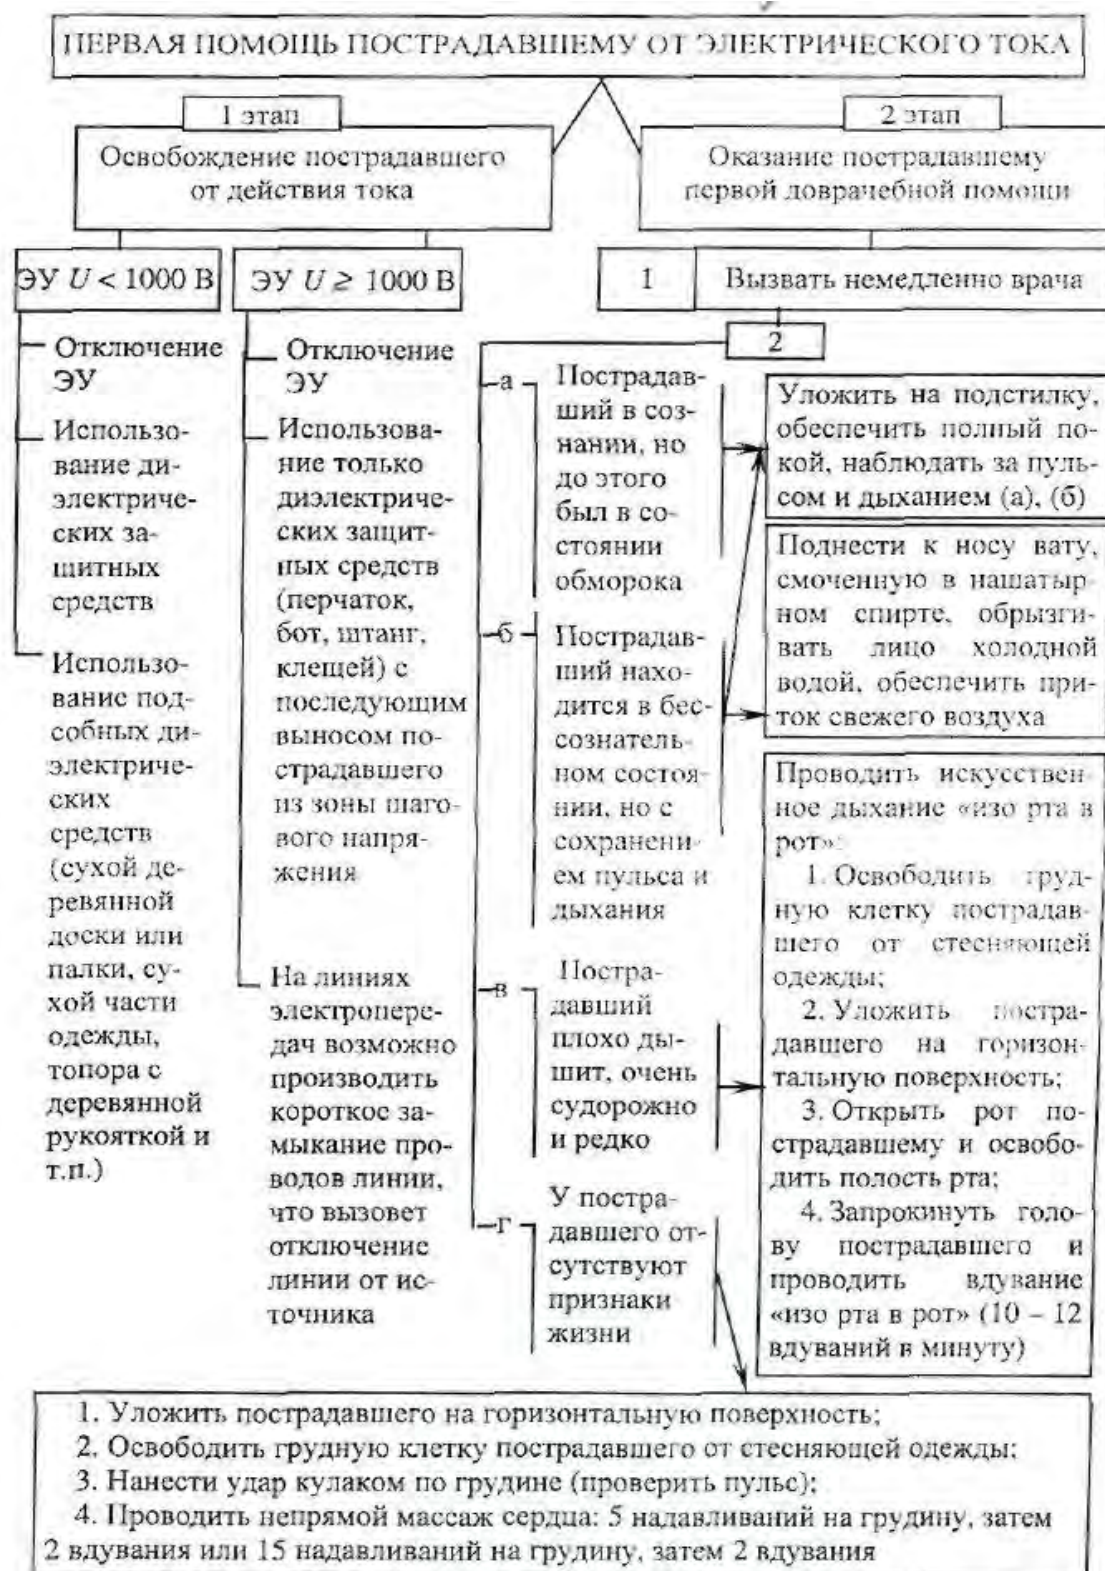 ПЕРВАЯ ПОМОЩЬ ПОСТРАДАВШЕМУ ОТ ЭЛЕКТРИЧЕСКОГО ТОКА
1 этап
Освобождение пострадавшего
от действия тока
2 этап
Оказание пострадавшему
первой доврачебной помощи
ЭУ U < 1000 В
ЭУ U ≥ 1000 В
1
Вызвать немедленно врача
2
Отключение
ЭУ
Использо-
вание ди-
электриче-
ских за-
щитных
средств
Использо-
вание под-
собных ди-
электриче-
ских
средств
(сухой де-
ревянной
доски или
палки, су-
хой части
одежды,
топора с
деревянной
рукояткой и
т.п.)
Отключение
ЭУ
Использова-
ние только
диэлектриче-
ских защит-
ных средств
(перчаток,
бот, штанг,
клещей) с
последующим
выносом по-
страдавшего
из зоны шаго-
вого напря-
жения
На линиях
электропере-
дач возможно
производить
короткое за-
мыкание про-
водов линии,
что вызовет
отключение
линии от ис-
точника
а
Пострадав-
ший в соз-
нании, но
до этого
был в со-
стоянии
обморока
б
Пострадав-
ший нахо-
дится в бес-
сознатель-
ном состоя-
нии, но с
сохранени-
ем пульса и
дыхания
в
Постра-
давший
плохо ды-
шит, очень
судорожно
и редко
г
У постра-
давшего от-
сутствуют
признаки
жизни
Уложить на подстилку,
обеспечить полный по-
кой, наблюдать за пуль-
сом и дыханием (а), (б)
Поднести к носу вату,
смоченную в нашатыр
ном спирте, обрызги-
вать лицо холодной
водой, обеспечить при-
ток свежего воздуха
Проводить искусствен
ное дыхание «изо рта в
рот»:
1. Освободить груд-
ную клетку пострадав
шего от стесняющей
одежды;
2. Уложить постра-
давшего на горизон-
тальную поверхность;
3. Открыть рот по-
страдавшему и освобо-
дить полость рта;
4. Запрокинуть голо-
ву пострадавшего и
проводить вдувание
«изо рта в рот» (10 – 12
вдуваний в минуту)
1. Уложить пострадавшего на горизонтальную поверхность;
2. Освободить грудную клетку пострадавшего от стесняющей одежды;
3. Нанести удар кулаком по грудине (проверить пульс);
4. Проводить непрямой массаж сердца: 5 надавливаний на грудину, затем
2 вдувания или 15 надавливаний на грудину, затем 2 вдувания